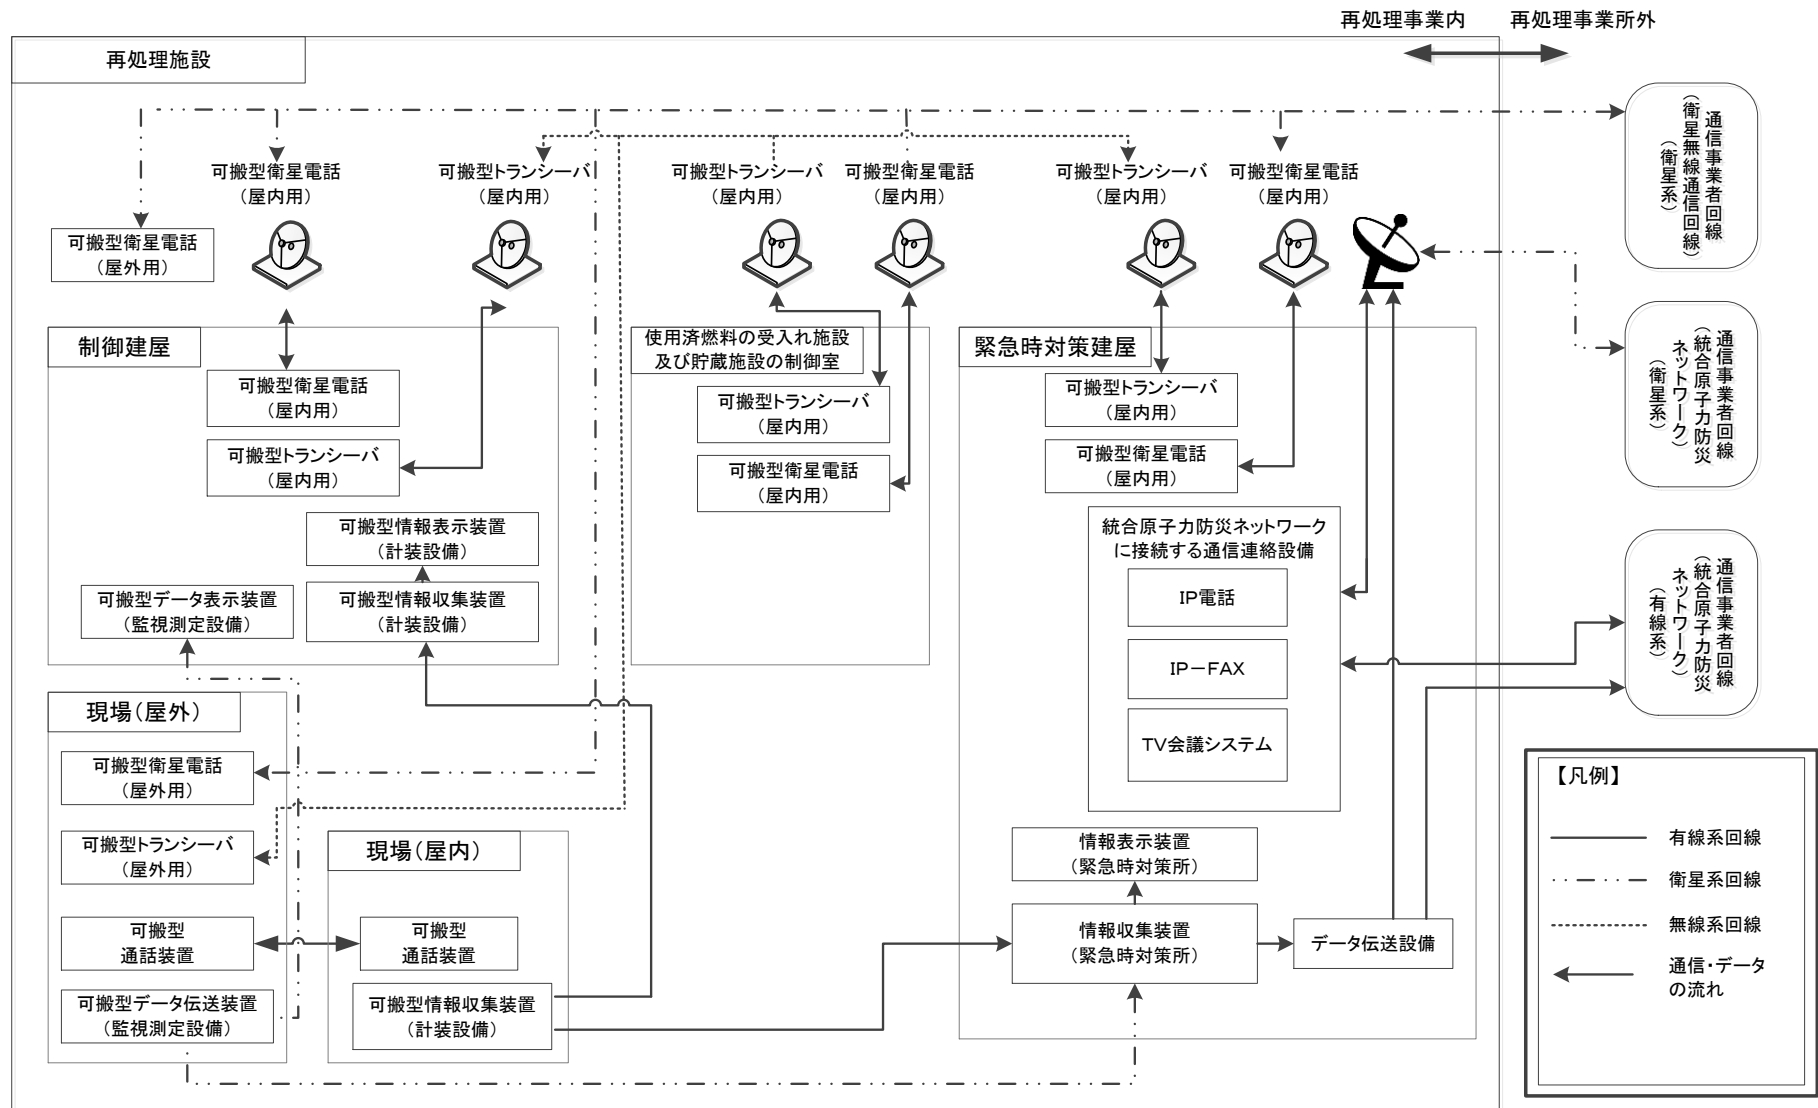 再処理事業内
再処理事業所外
再処理施設
可搬型衛星電話
（屋内用）
可搬型トランシーバ
（屋内用）
可搬型トランシーバ
（屋内用）
可搬型衛星電話
（屋内用）
可搬型トランシーバ
（屋内用）
可搬型衛星電話
（屋内用）
可搬型衛星電話
（屋外用）
制御建屋
可搬型衛星電話
（屋内用）
可搬型トランシーバ
（屋内用）
可搬型情報表示装置
（計装設備）
可搬型データ表示装置
（監視測定設備）
可搬型情報収集装置
（計装設備）
使用済燃料の受入れ施設
及び貯蔵施設の制御室
可搬型トランシーバ
（屋内用）
可搬型衛星電話
（屋内用）
緊急時対策建屋
可搬型トランシーバ
（屋内用）
可搬型衛星電話
（屋内用）
統合原子力防災ネットワーク
に接続する通信連絡設備
IP電話
IP－FAX
TV会議システム
情報表示装置
（緊急時対策所）
情報収集装置
（緊急時対策所）
データ伝送設備
現場（屋外）
可搬型衛星電話
（屋外用）
可搬型トランシーバ
（屋外用）
可搬型
通話装置
可搬型データ伝送装置
（監視測定設備）
現場（屋内）
可搬型
通話装置
可搬型情報収集装置
（計装設備）
通信事業者回線
（衛星無線通信回線）
（衛星系）
通信事業者回線
（統合原子力防災
ネットワーク）
（衛星系）
通信事業者回線
（統合原子力防災
ネットワーク）
（有線系）
【凡例】
有線系回線
衛星系回線
無線系回線
通信・データ
の流れ